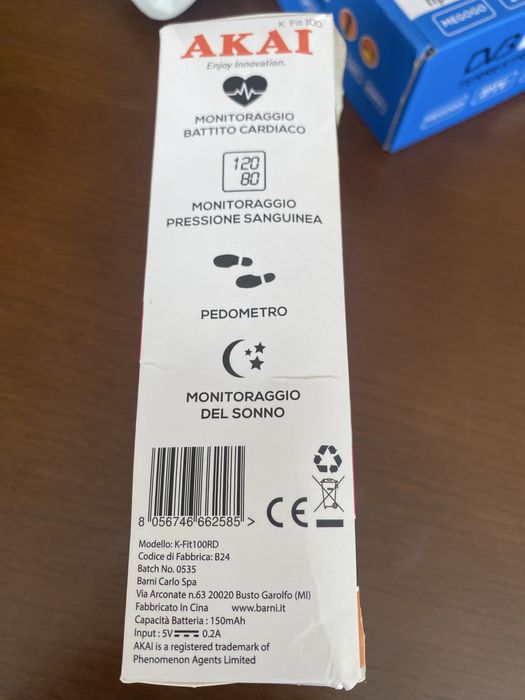 K Fit 100
AKAI
Enjoy Innovation.
MONITORAGGIO
BATTITO CARDIACO
120
80
MONITORAGGIO
PRESSIONE SANGUINEA
PEDOMETRO
MONITORAGGIO
DEL SONNO
8 056746 662585 >
CE
Modello: K-Fit100RD
Codice di Fabbrica: B24
Batch No. 0535
Barni Carlo Spa
Via Arconate n.63 20020 Busto Garolfo (MI)
Fabbricato In Cina www.barni.it
Capacità Batteria : 150mAh
Input : 5V 0.2A
AKAI is a registered trademark of
Phenomenon Agents Limited
MEGOGO